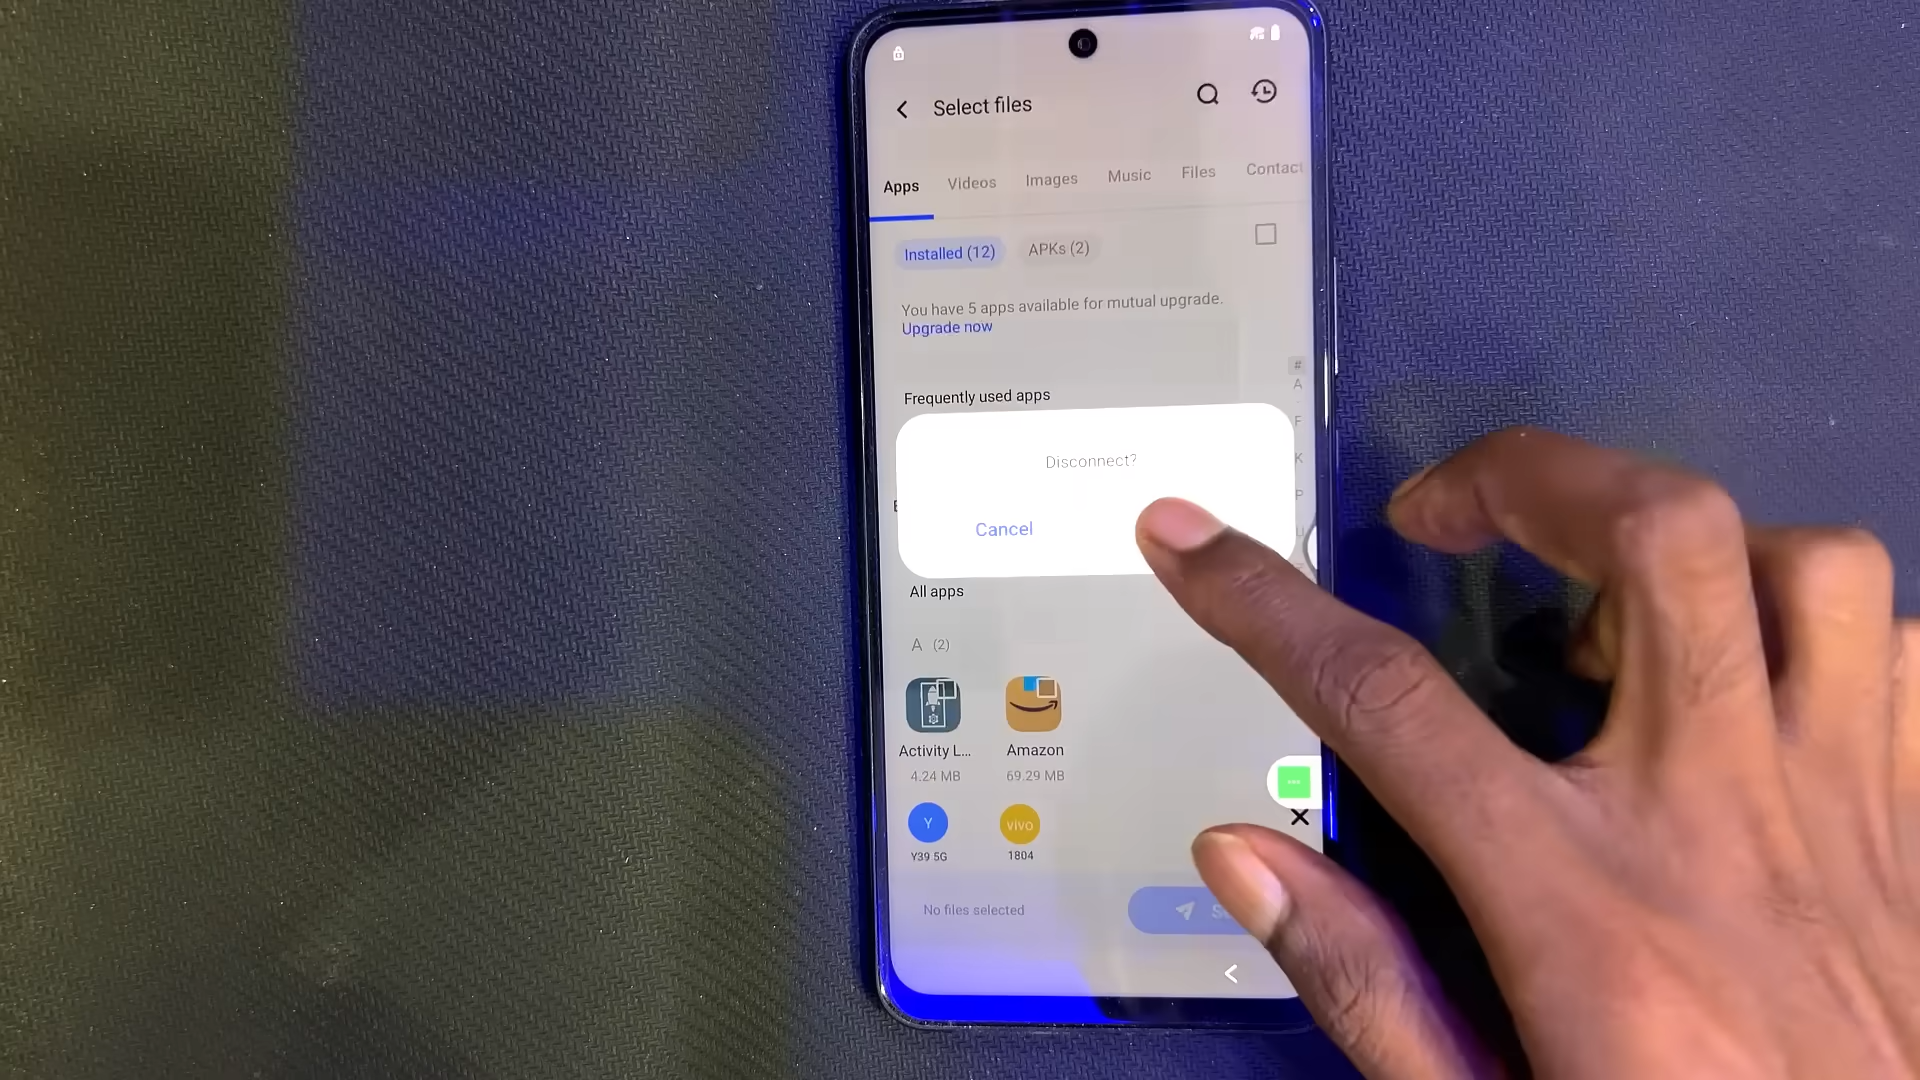 Select files
Apps Videos Images Music Files Contact
Installed (12) APKs (2)
You have 5 apps available for mutual upgrade.
Upgrade now
#
A
Frequently used apps
F
Disconnect?
K
P
E
Cancel
U
All apps
A (2)
Activity L... Amazon
4.24 MB 69.29 MB
Y vivo
Y39 5G 1804
No files selected